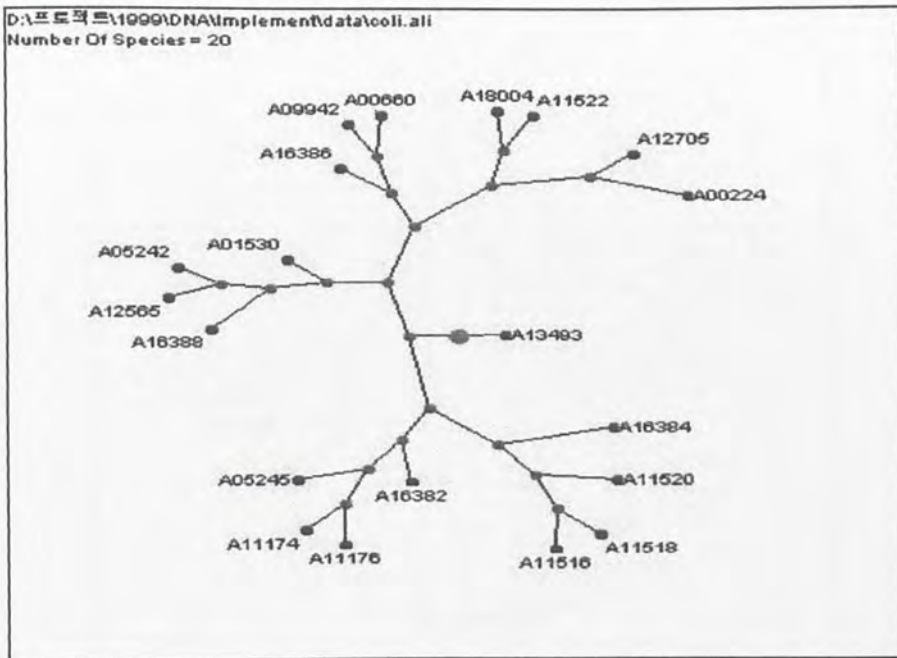 D:\프로젝트\1999\DNA\Implement\data\coli.ali
Number Of Species = 20
A00660
A18004
A11522
A09942
A12705
A16386
A00224
A01530
A05242
A12565
A16388
A13493
A16384
A05245
A11520
A16382
A11174
A11176
A11518
A11516